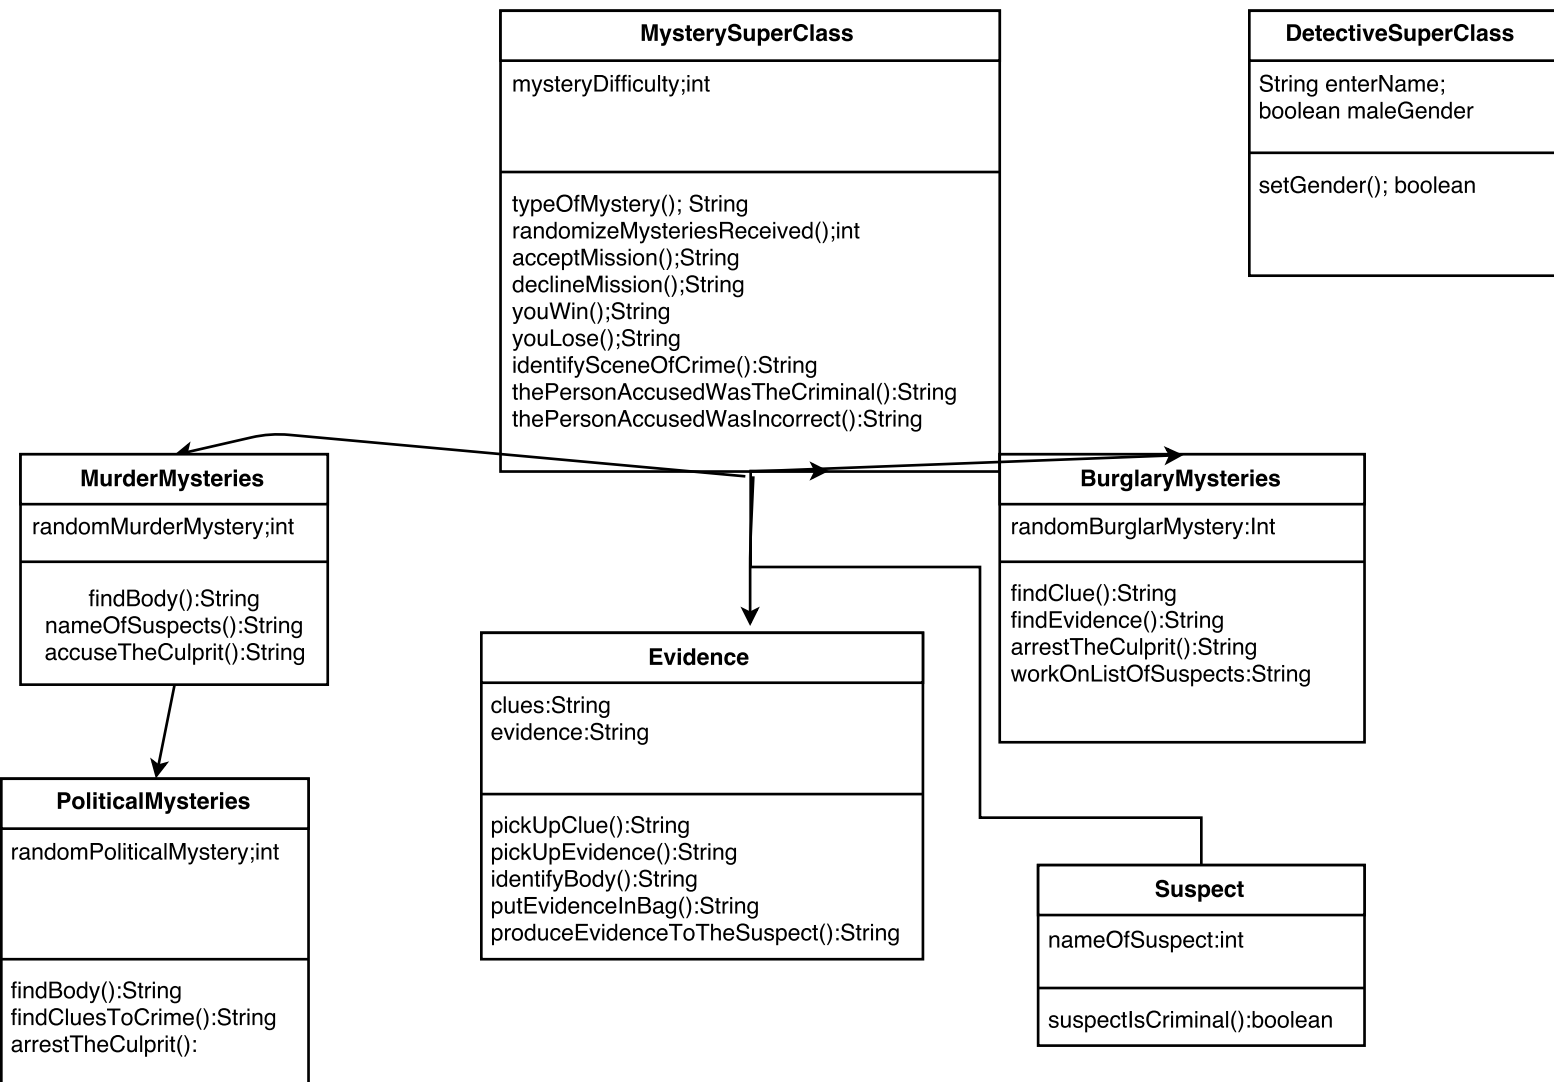 MysterySuperClass
mysteryDifficulty;int
typeOfMystery(); String
randomizeMysteriesReceived();int
acceptMission();String
declineMission();String
youWin();String
youLose();String
identifySceneOfCrime():String
thePersonAccusedWasTheCriminal():String
thePersonAccusedWasIncorrect():String
DetectiveSuperClass
String enterName;
boolean maleGender
setGender(); boolean
MurderMysteries
randomMurderMystery;int
findBody():String
nameOfSuspects():String
accuseTheCulprit():String
BurglaryMysteries
randomBurglarMystery:Int
findClue():String
findEvidence():String
arrestTheCulprit():String
workOnListOfSuspects:String
Evidence
clues:String
evidence:String
pickUpClue():String
pickUpEvidence():String
identifyBody():String
putEvidenceInBag():String
produceEvidenceToTheSuspect():String
PoliticalMysteries
randomPoliticalMystery;int
findBody():String
findCluesToCrime():String
arrestTheCulprit():
Suspect
nameOfSuspect:int
suspectIsCriminal():boolean